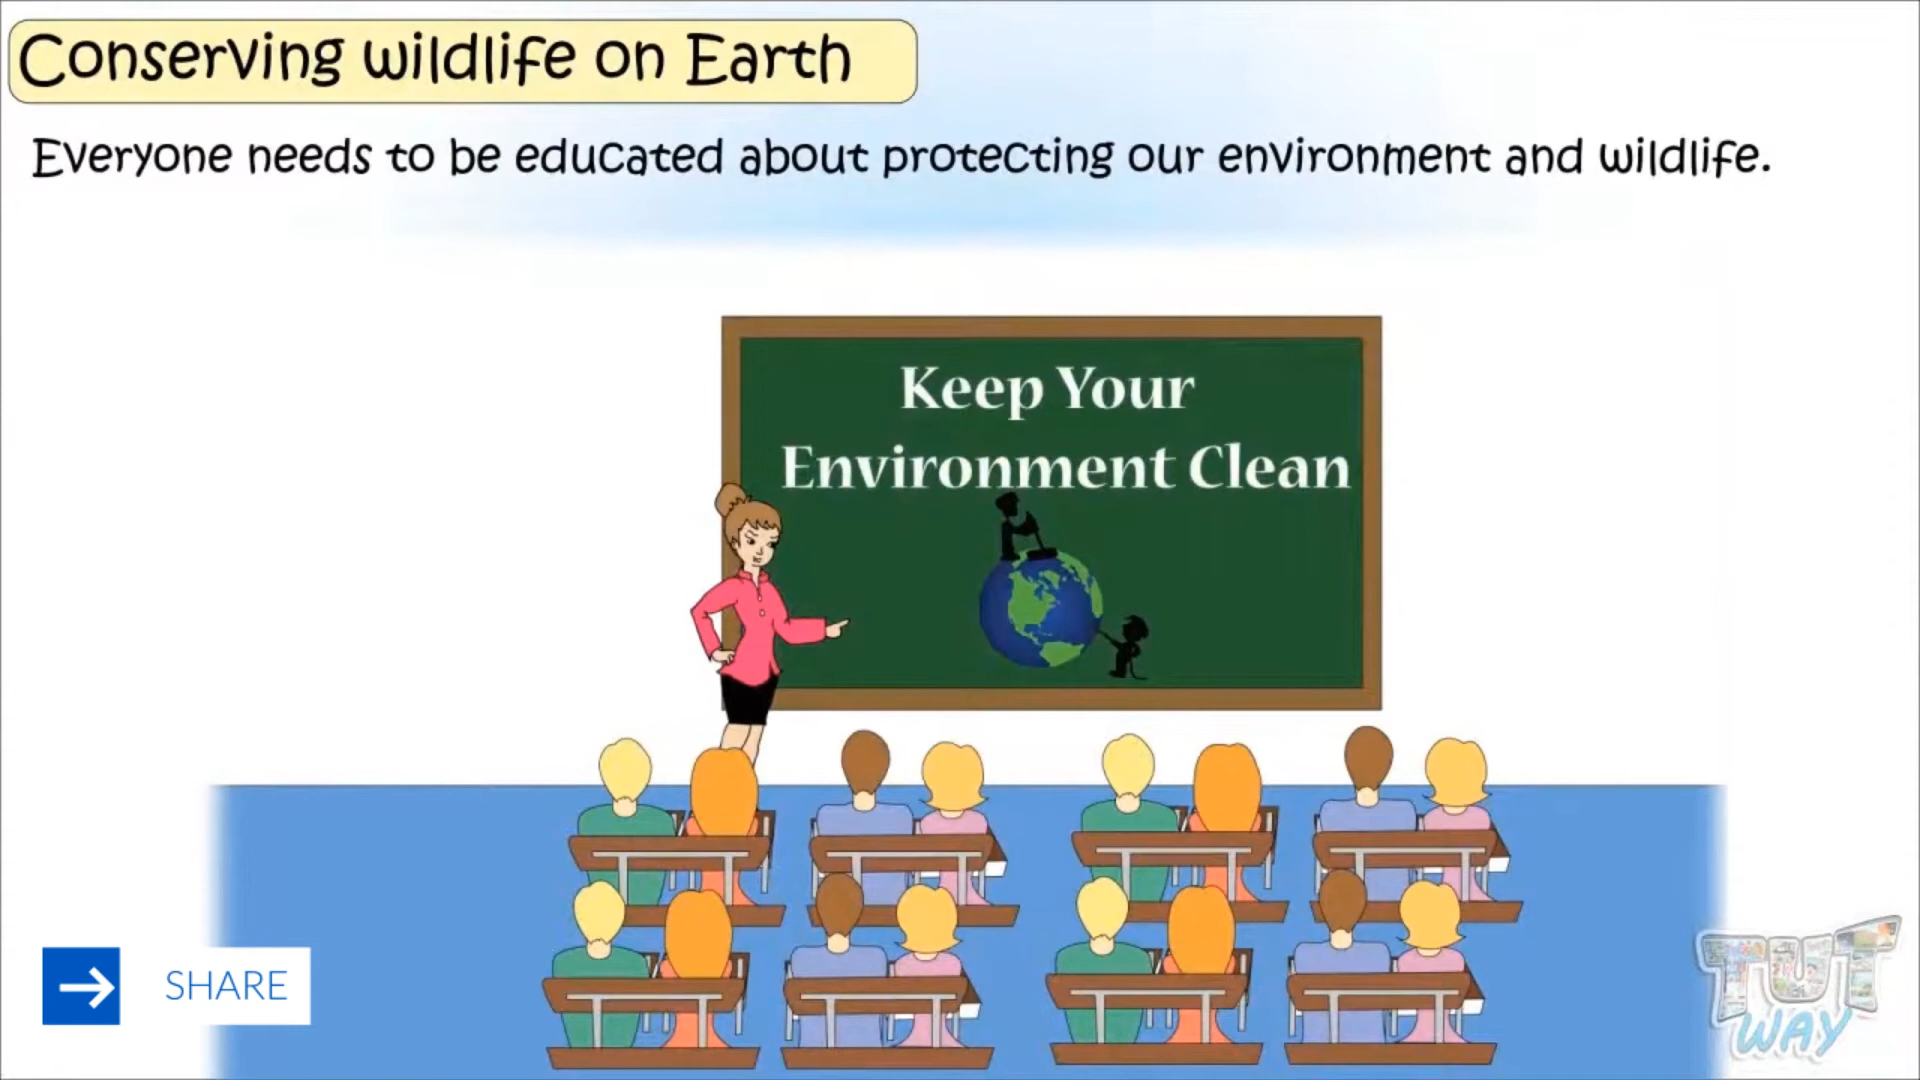 Conserving wildlife on Earth
Everyone needs to be educated about protecting our environment and wildlife.
Keep Your
Environment Clean
SHARE
TUT
WAY